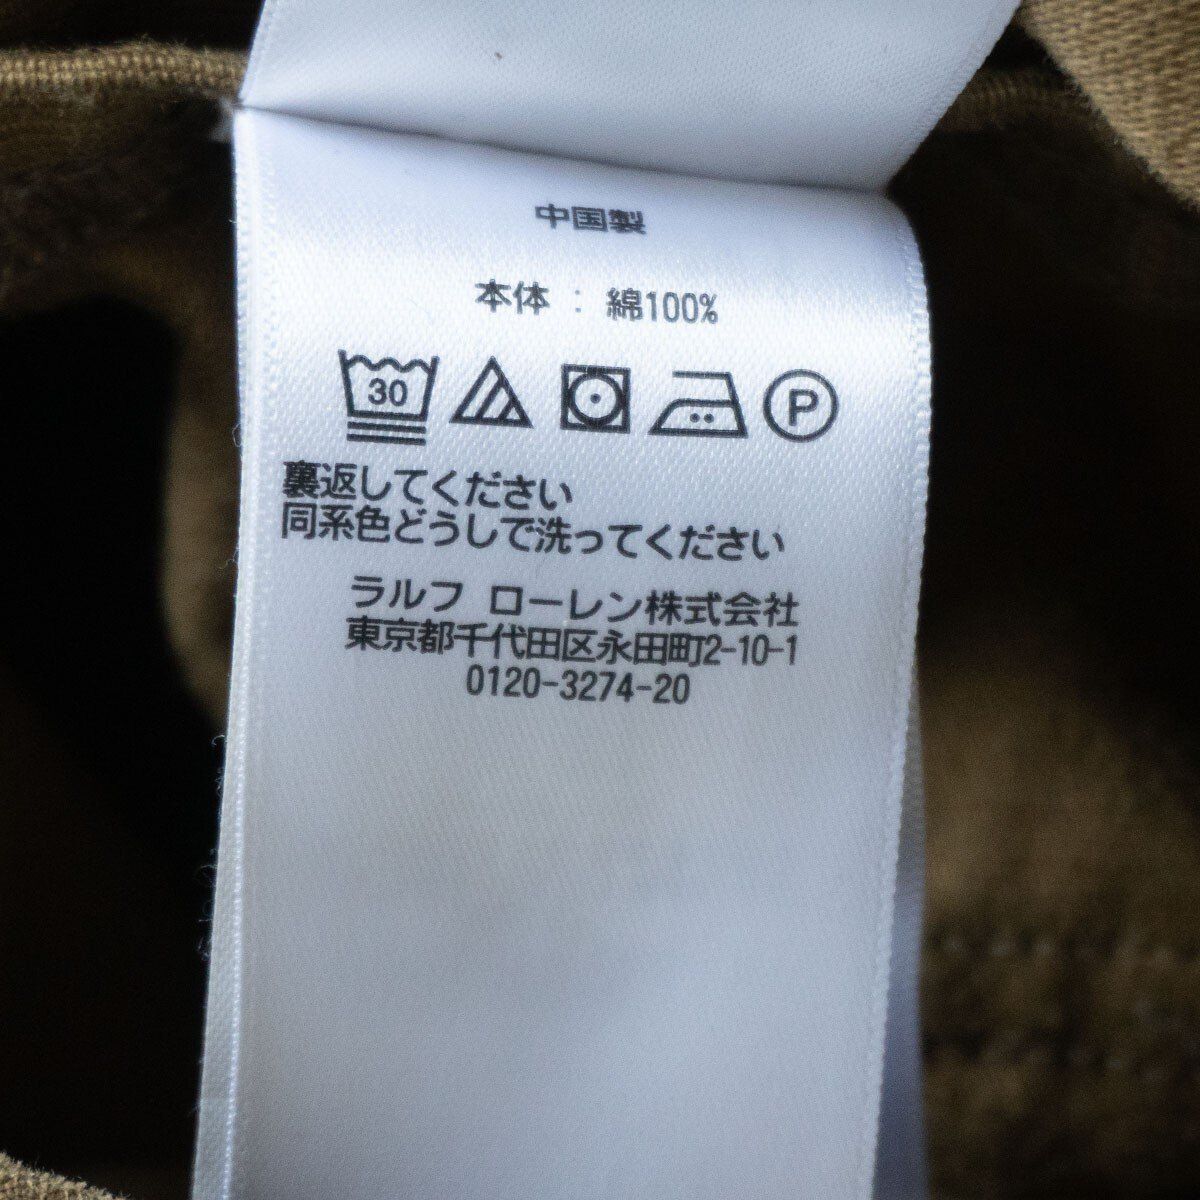 中国製
本体 : 綿100%
30
P
裏返してください
同系色どうしで洗ってください
ラルフ ローレン株式会社
東京都千代田区永田町2-10-1
0120-3274-20